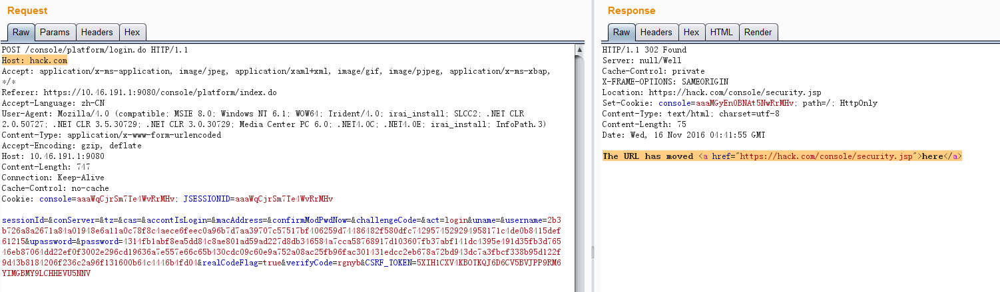 Request
Raw Params Headers Hex
POST /console/platform/login.do HTTP/1.1
Host: hack.com
Accept: application/x-ms-application, image/jpeg, application/xaml+xml, image/gif, image/pjpeg, application/x-ms-xbap,
*/*
Referer: https://10.46.191.1:9080/console/platform/index.do
Accept-Language: zh-CN
User-Agent: Mozilla/4.0 (compatible; MSIE 8.0; Windows NT 6.1; WOW64; Trident/4.0; irai_install; SLCC2; .NET CLR
2.0.50727; .NET CLR 3.5.30729; .NET CLR 3.0.30729; Media Center PC 6.0; .NET4.0C; .NET4.0E; irai_install; InfoPath.3)
Content-Type: application/x-www-form-urlencoded
Accept-Encoding: gzip, deflate
Host: 10.46.191.1:9080
Content-Length: 747
Connection: Keep-Alive
Cache-Control: no-cache
Cookie: console=aaaWqCjrSm7Te4WvRrMHv; JSESSIONID=aaaWqCjrSm7Te4WvRrMHv
sessionId=&conServer=&tz=&cas=&accontIsLogin=&macAddress=&confirmModPwdNow=&challengeCode=&act=login&uname=&username=2b3
b726a8a2671a84a01948e6a11a0c78f8c4aece6feec0a96b7d7aa39707c57517bf406259d74486482f580dfc7429574529294958171c4de0b8415def
61215&upassword=&password=4314fb1abf8ea5dd84c8ae801ad59ad227d8db346584a7cca58768917d103607fb37abf141dc4395e491d35fb3d765
46eb87064dd22ef0f3002e296cd19636a7e557e66c65b430cdc09c60e9a752a08ac25fb96fac301431edcc2eb678a72bd943dc7a3fbcf338b95d122f
9d43b8184206f236c2a96f131600b64c4446b4fd04&realCodeFlag=true&verifyCode=rgnyb&CSRF_TOKEN=5XIH1CXV4KBOTKQJ6D6CV5BVJPP9RM6
YIMGBMY9LCHHEVU5NNV
Response
Raw Headers Hex HTML Render
HTTP/1.1 302 Found
Server: null/Well
Cache-Control: private
X-FRAME-OPTIONS: SAMEORIGIN
Location: https://hack.com/console/security.jsp
Set-Cookie: console=aaaMGyEnOBNAt5NwRrMHv; path=/; HttpOnly
Content-Type: text/html; charset=utf-8
Content-Length: 75
Date: Wed, 16 Nov 2016 04:41:55 GMT
The URL has moved <a href="https://hack.com/console/security.jsp">here</a>